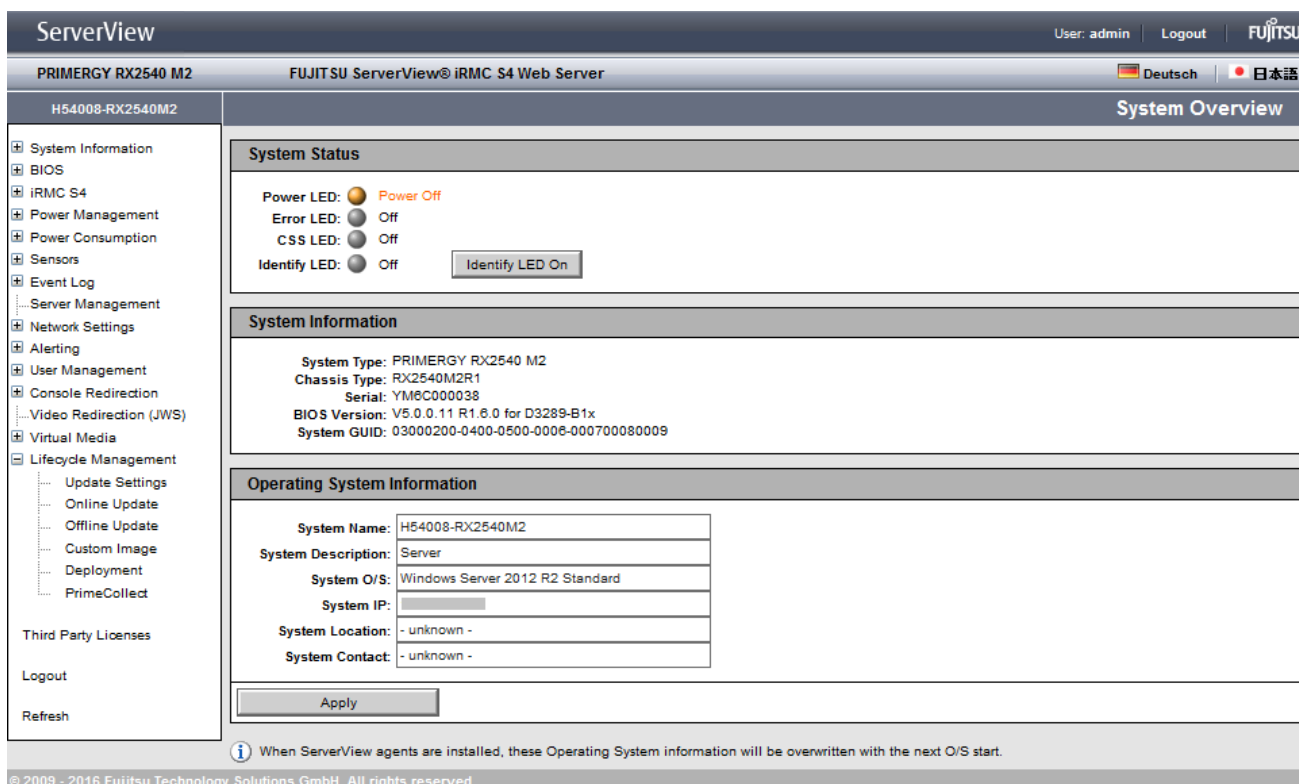 ServerView
User: admin Logout FUJITSU
PRIMERGY RX2540 M2 FUJITSU ServerView® iRMC S4 Web Server Deutsch 日本語
H54008-RX2540M2 System Overview
System Information
BIOS
iRMC S4
Power Management
Power Consumption
Sensors
Event Log
Server Management
Network Settings
Alerting
User Management
Console Redirection
Video Redirection (JWS)
Virtual Media
Lifecycle Management
Update Settings
Online Update
Offline Update
Custom Image
Deployment
PrimeCollect
Third Party Licenses
Logout
Refresh
System Status
Power LED: Power Off
Error LED: Off
CSS LED: Off
Identify LED: Off Identify LED On
System Information
System Type: PRIMERGY RX2540 M2
Chassis Type: RX2540M2R1
Serial: YM6C000038
BIOS Version: V5.0.0.11 R1.6.0 for D3289-B1x
System GUID: 03000200-0400-0500-0006-000700080009
Operating System Information
System Name: H54008-RX2540M2
System Description: Server
System O/S: Windows Server 2012 R2 Standard
System IP:
System Location: - unknown -
System Contact: - unknown -
Apply
When ServerView agents are installed, these Operating System information will be overwritten with the next O/S start.
© 2009 - 2016 Fujitsu Technology Solutions GmbH. All rights reserved.